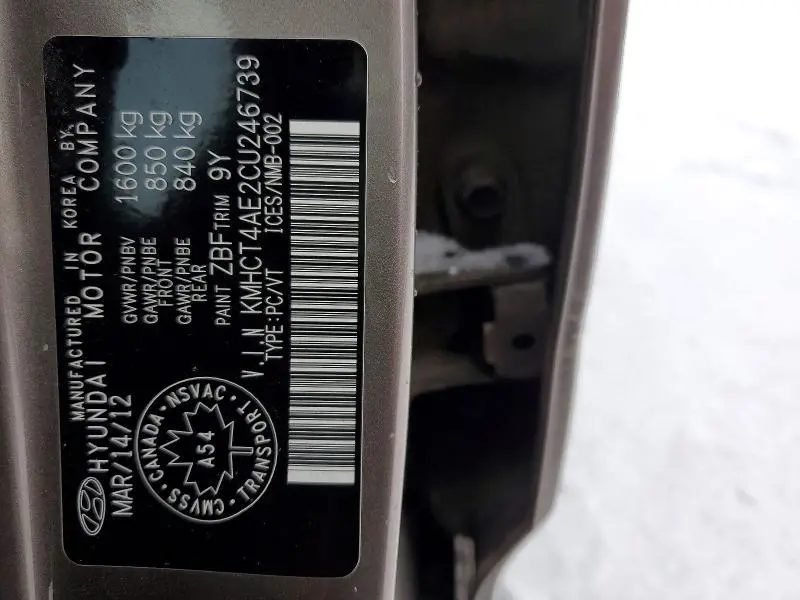 MANUFACTURED IN KOREA BY:
HYUNDAI MOTOR COMPANY
MAR/14/12
GVWR/PNBV 1600 kg
GAWR/PNBE FRONT 850 kg
GAWR/PNBE REAR 840 kg
PAINT ZBF TRIM 9Y
V.I.N KMHCT4AE2CU246739
TYPE:PC/VT ICES/NMB-002
CANADA · NSVAC · TRANSPORT · CMVSS
A54